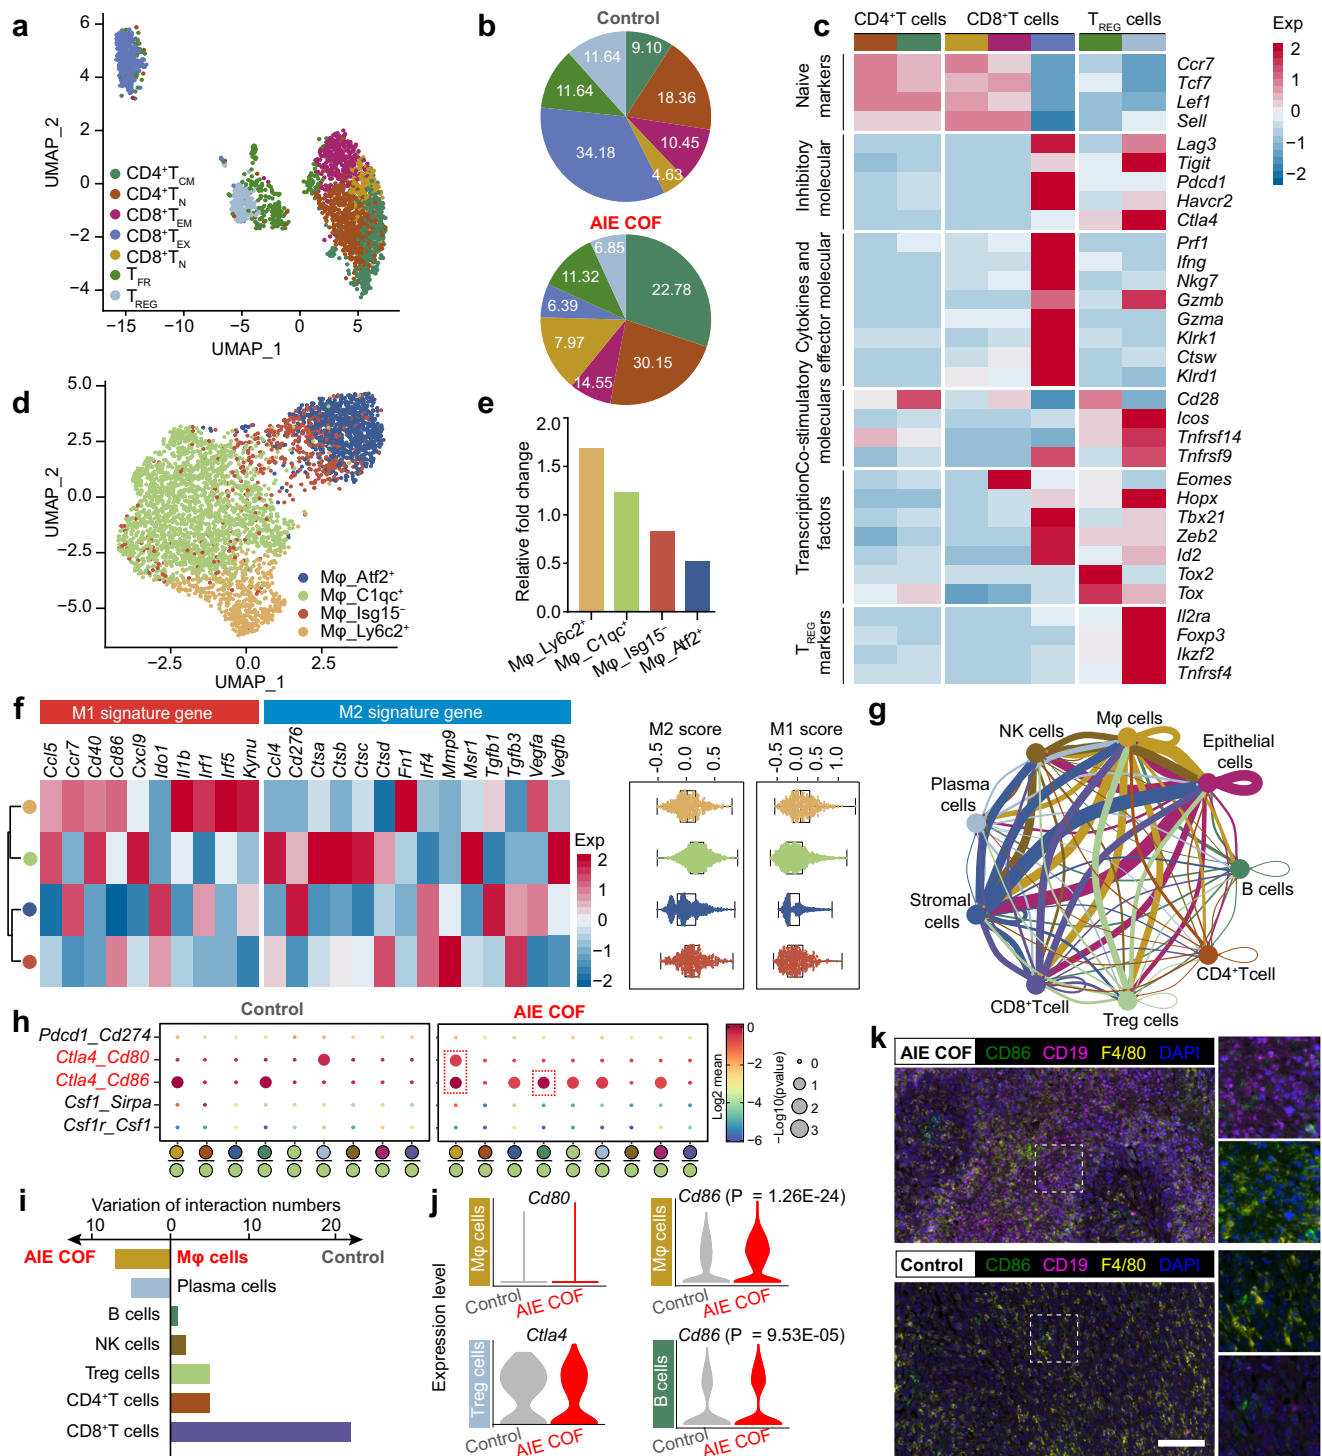 a
6
4
2
0
−2
−4
UMAP_2
−15
−10
−5
0
5
UMAP_1
CD4⁺T_CM
CD4⁺T_N
CD8⁺T_EM
CD8⁺T_EX
CD8⁺T_N
T_FR
T_REG
b
Control
9.10
18.36
10.45
4.63
34.18
11.64
11.64
AIE COF
22.78
30.15
14.55
7.97
6.39
11.32
6.85
c
CD4⁺T cells
CD8⁺T cells
T_REG cells
Exp
2
1
0
−1
−2
Naive markers
Ccr7
Tcf7
Lef1
Sell
Inhibitory molecular
Lag3
Tigit
Pdcd1
Havcr2
Ctla4
Cytokines and effector molecular
Prf1
Ifng
Nkg7
Gzmb
Gzma
Klrk1
Ctsw
Klrd1
Co-stimulatory moleculars
Cd28
Icos
Tnfrsf14
Tnfrsf9
Transcription factors
Eomes
Hopx
Tbx21
Zeb2
Id2
Tox2
Tox
T_REG markers
Il2ra
Foxp3
Ikzf2
Tnfrsf4
d
5.0
2.5
0.0
−2.5
−5.0
UMAP_2
−2.5
0.0
2.5
UMAP_1
Mφ_Atf2⁺
Mφ_C1qc⁺
Mφ_Isg15⁻
Mφ_Ly6c2⁺
e
Relative fold change
2.0
1.5
1.0
0.5
0.0
Mφ_Ly6c2⁺
Mφ_C1qc⁺
Mφ_Isg15⁻
Mφ_Atf2⁺
f
M1 signature gene
M2 signature gene
Ccl5
Ccr7
Cd40
Cd86
Cxcl9
Ido1
Il1b
Irf1
Irf5
Kynu
Ccl4
Cd276
Ctsa
Ctsb
Ctsc
Ctsd
Fn1
Irf4
Mmp9
Msr1
Tgfb1
Tgfb3
Vegfa
Vegfb
Exp
2
1
0
−1
−2
M2 score
−0.5
0.0
0.5
M1 score
−0.5
0.0
0.5
1.0
g
NK cells
Mφ cells
Epithelial cells
Plasma cells
B cells
Stromal cells
CD4⁺Tcell
CD8⁺Tcell
Treg cells
h
Control
AIE COF
Pdcd1_Cd274
Ctla4_Cd80
Ctla4_Cd86
Csf1_Sirpa
Csf1r_Csf1
Log2 mean
0
−2
−4
−6
−Log10(pvalue)
0
1
2
3
i
Variation of interaction numbers
10
0
10
20
AIE COF
Control
Mφ cells
Plasma cells
B cells
NK cells
Treg cells
CD4⁺T cells
CD8⁺T cells
j
Expression level
Cd80
Mφ cells
Control
AIE COF
Cd86 (P = 1.26E-24)
Mφ cells
Control
AIE COF
Ctla4
Treg cells
Control
AIE COF
Cd86 (P = 9.53E-05)
B cells
Control
AIE COF
k
AIE COF CD86 CD19 F4/80 DAPI
Control CD86 CD19 F4/80 DAPI